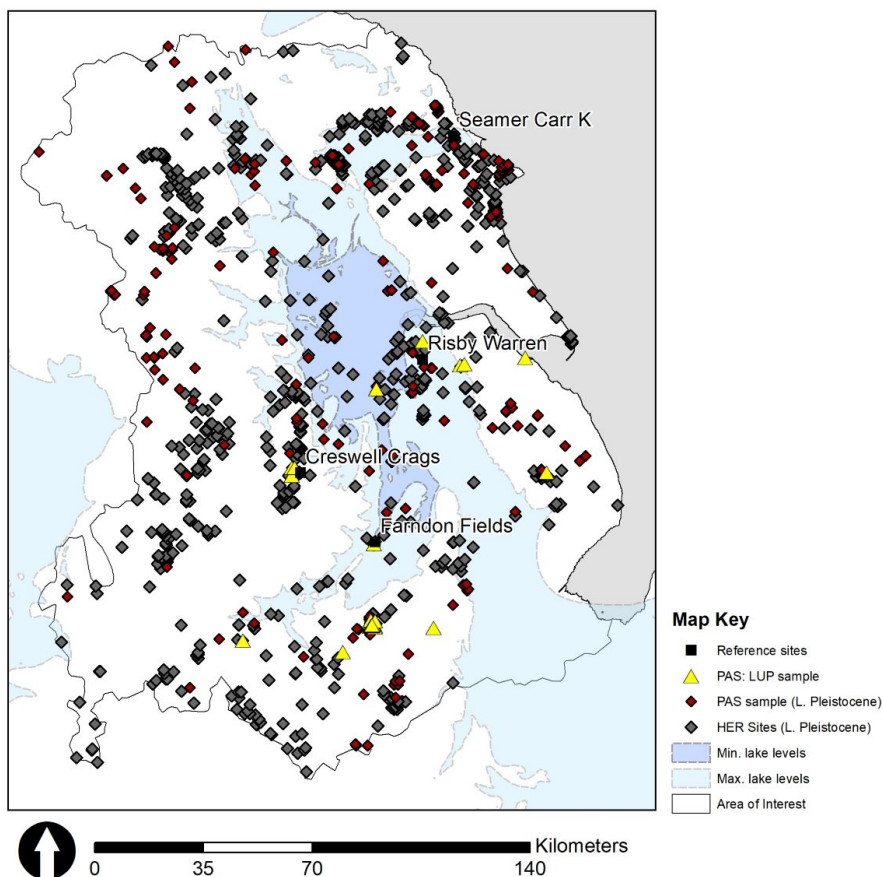 Seamer Carr K
Risby Warren
Creswell Crags
Farndon Fields
Map Key
Reference sites
PAS: LUP sample
PAS sample (L. Pleistocene)
HER Sites (L. Pleistocene)
Min. lake levels
Max. lake levels
Area of Interest
Kilometers
0 35 70 140